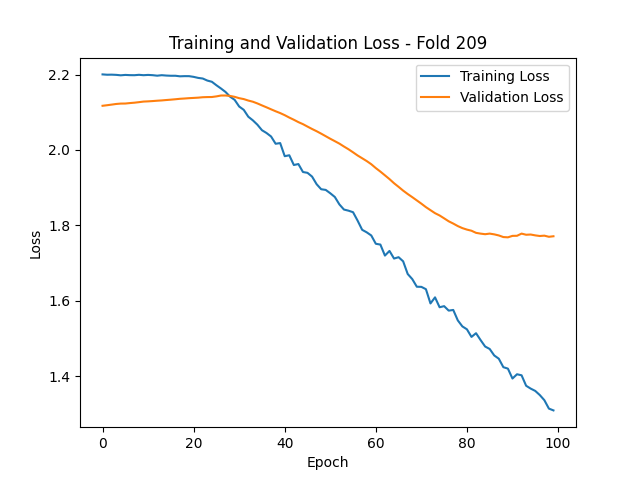 Training and Validation Loss - Fold 209
Training Loss
Validation Loss
2.2
2.0
1.8
1.6
1.4
Loss
0 20 40 60 80 100
Epoch